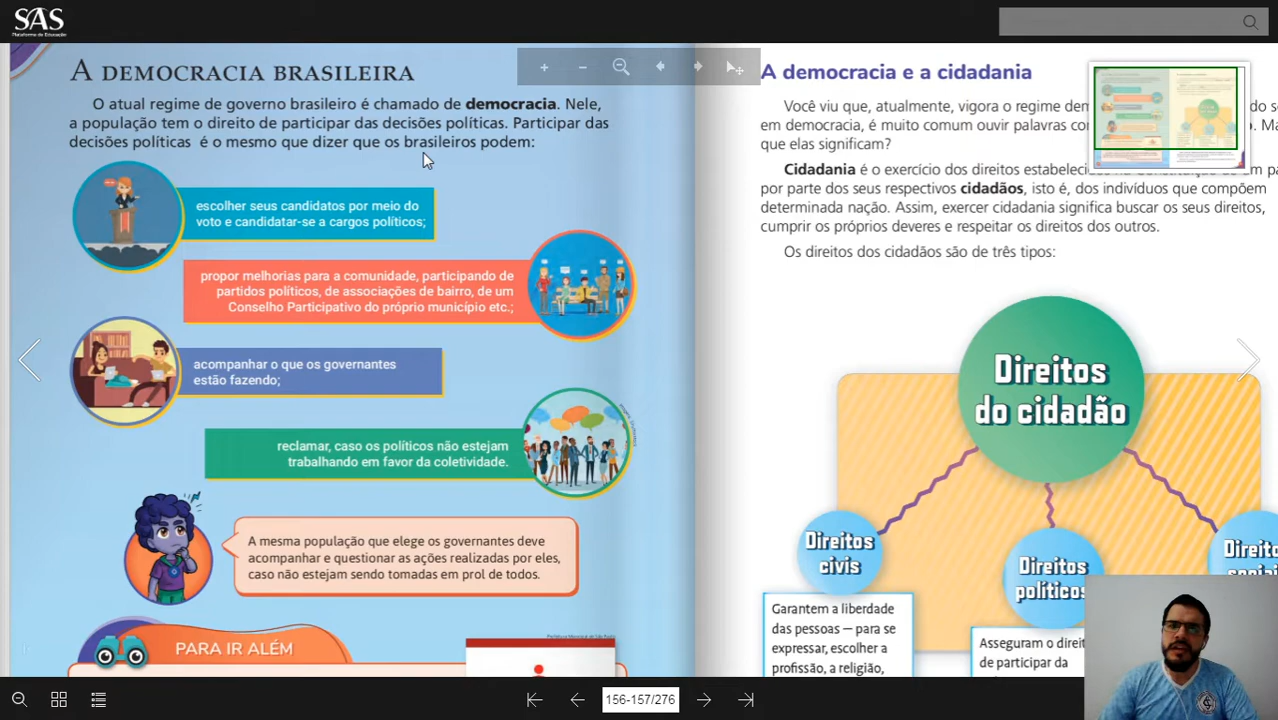 SAS
Plataforma de Educação
A DEMOCRACIA BRASILEIRA
O atual regime de governo brasileiro é chamado de democracia. Nele,
a população tem o direito de participar das decisões políticas. Participar das
decisões políticas é o mesmo que dizer que os brasileiros podem:
escolher seus candidatos por meio do
voto e candidatar-se a cargos políticos;
propor melhorias para a comunidade, participando de
partidos políticos, de associações de bairro, de um
Conselho Participativo do próprio município etc.;
acompanhar o que os governantes
estão fazendo;
reclamar, caso os políticos não estejam
trabalhando em favor da coletividade.
A mesma população que elege os governantes deve
acompanhar e questionar as ações realizadas por eles,
caso não estejam sendo tomadas em prol de todos.
PARA IR ALÉM
A democracia e a cidadania
Você viu que, atualmente, vigora o regime
em democracia, é muito comum ouvir palavras
que elas significam?
Cidadania é o exercício dos direitos
por parte dos seus respectivos cidadãos, isto é, dos indivíduos que compõem
determinada nação. Assim, exercer cidadania significa buscar os seus direitos,
cumprir os próprios deveres e respeitar os direitos dos outros.
Os direitos dos cidadãos são de três tipos:
Direitos
do cidadão
Direitos
civis
Direitos
políticos
Garantem a liberdade
das pessoas — para se
expressar, escolher a
profissão, a religião,
Asseguram o
de participar da
156-157/276